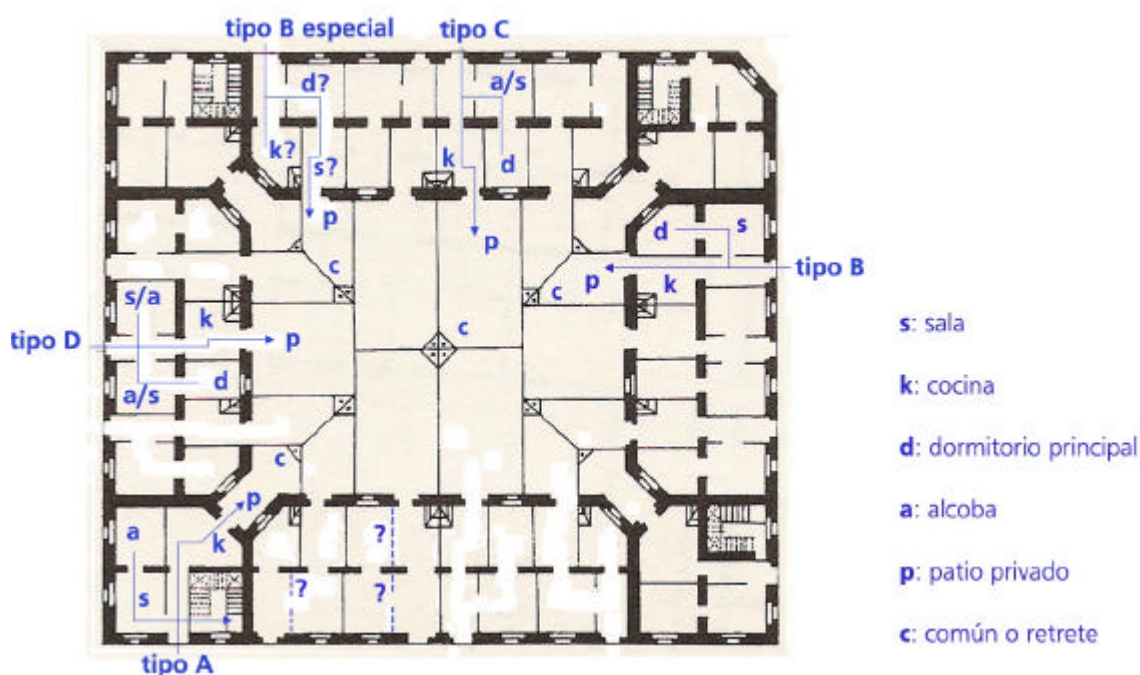 tipo B especial
tipo C
d?
a/s
k?
s?
k
d
p
p
d
s
c
p
k
c
tipo B
s/a
k
c
tipo D
p
d
a/s
c
p
a
k
?
s
?
?
tipo A
s: sala
k: cocina
d: dormitorio principal
a: alcoba
p: patio privado
c: común o retrete